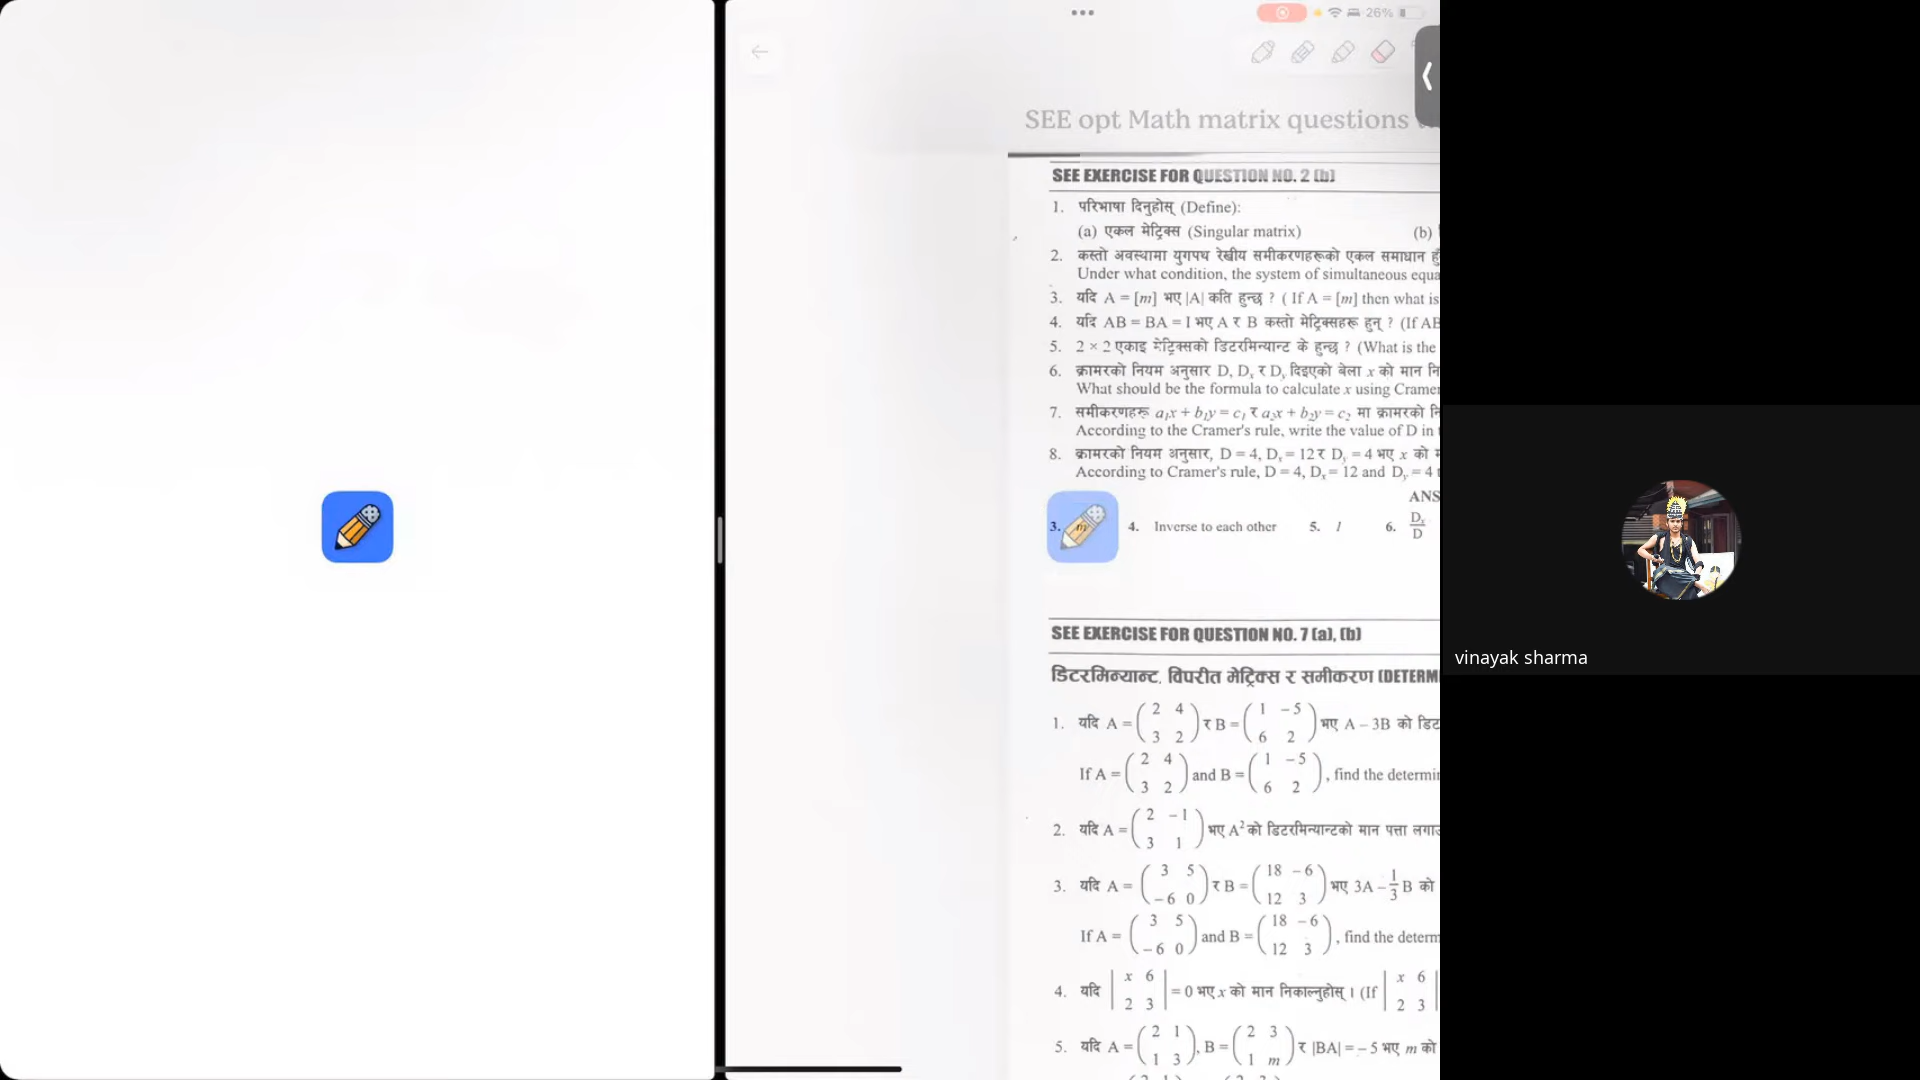 26%
SEE opt Math matrix questions
SEE EXERCISE FOR QUESTION NO. 2 (b)
1. परिभाषा दिनुहोस् (Define):
(a) एकल मेट्रिक्स (Singular matrix) (b)
2. कस्तो अवस्थामा युगपथ रेखीय समीकरणहरूको एकल समाधान
Under what condition, the system of simultaneous equa
3. यदि A = [m] भए |A| कति हुन्छ ? ( If A = [m] then what is
4. यदि AB = BA = I भए A र B कस्तो मेट्रिक्सहरू हुन् ? (If AB
5. 2 × 2 एकाइ मेट्रिक्सको डिटरमिन्यान्ट के हुन्छ ? (What is the
6. क्रामरको नियम अनुसार D, Dx र Dy दिइएको बेला x को मान नि
What should be the formula to calculate x using Cramer
7. समीकरणहरू a₁x + b₁y = c₁ र a₂x + b₂y = c₂ मा क्रामरको नि
According to the Cramer's rule, write the value of D in
8. क्रामरको नियम अनुसार, D = 4, Dx = 12 र Dy = 4 भए x को
According to Cramer's rule, D = 4, Dx = 12 and Dy = 4
ANS
3. m 4. Inverse to each other 5. 1 6. Dx/D
SEE EXERCISE FOR QUESTION NO. 7 (a), (b)
डिटरमिन्यान्ट, विपरीत मेट्रिक्स र समीकरण (DETERM
1. यदि A = (2 4; 3 2) र B = (1 −5; 6 2) भए A − 3B को डिट
If A = (2 4; 3 2) and B = (1 −5; 6 2), find the determi
2. यदि A = (2 −1; 3 1) भए A² को डिटरमिन्यान्टको मान पत्ता लगाउ
3. यदि A = (3 5; −6 0) र B = (18 −6; 12 3) भए 3A − 1/3 B को
If A = (3 5; −6 0) and B = (18 −6; 12 3), find the determ
4. यदि |x 6; 2 3| = 0 भए x को मान निकाल्नुहोस् । (If |x 6; 2 3|
5. यदि A = (2 1; 1 3), B = (2 3; 1 m) र |BA| = − 5 भए m को
vinayak sharma